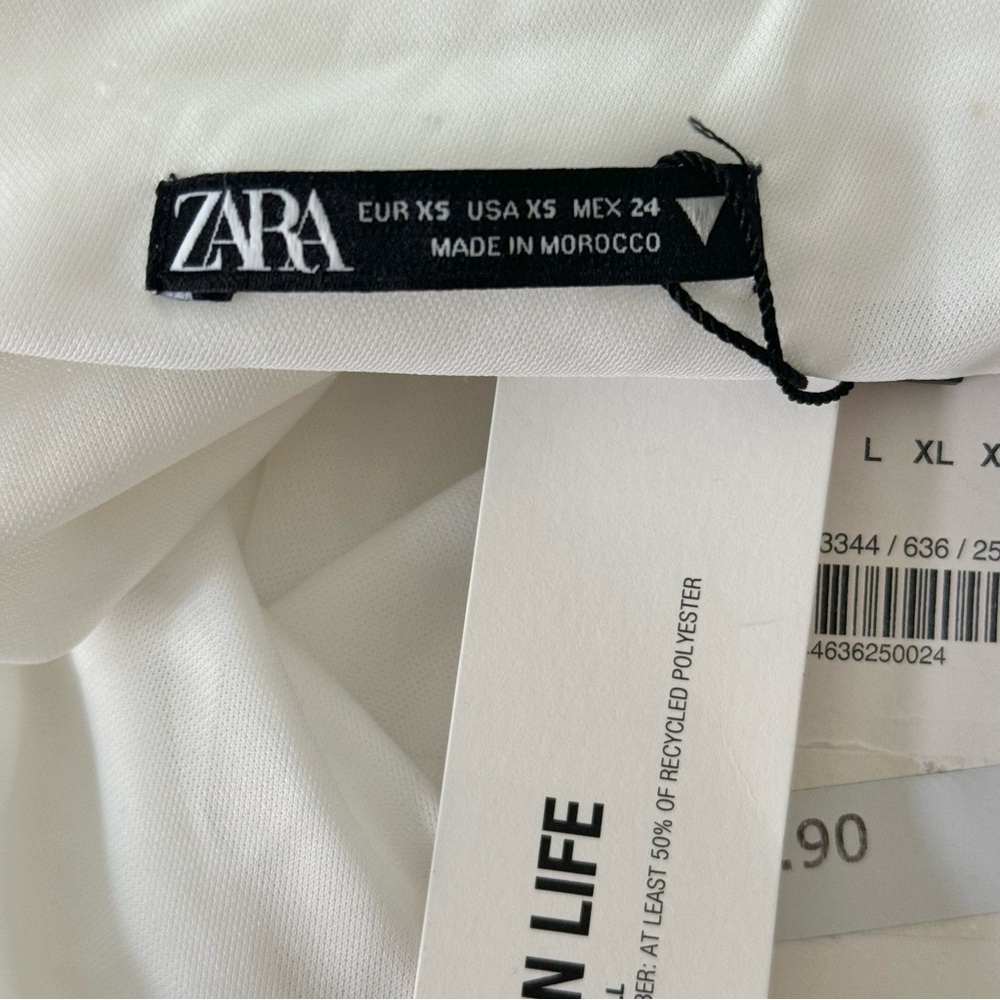 ZARA
EUR XS USA XS MEX 24
MADE IN MOROCCO
L XL X
3344 / 636 / 25
4636250024
.90
N LIFE
BER: AT LEAST 50% OF RECYCLED POLYESTER